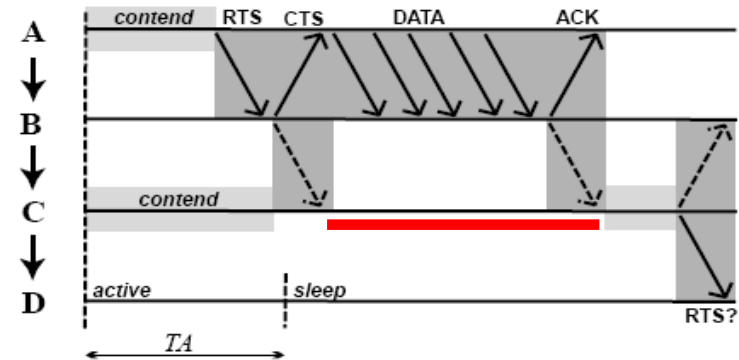 contend RTS CTS DATA ACK
A
B
contend
C
active sleep
D
RTS?
TA